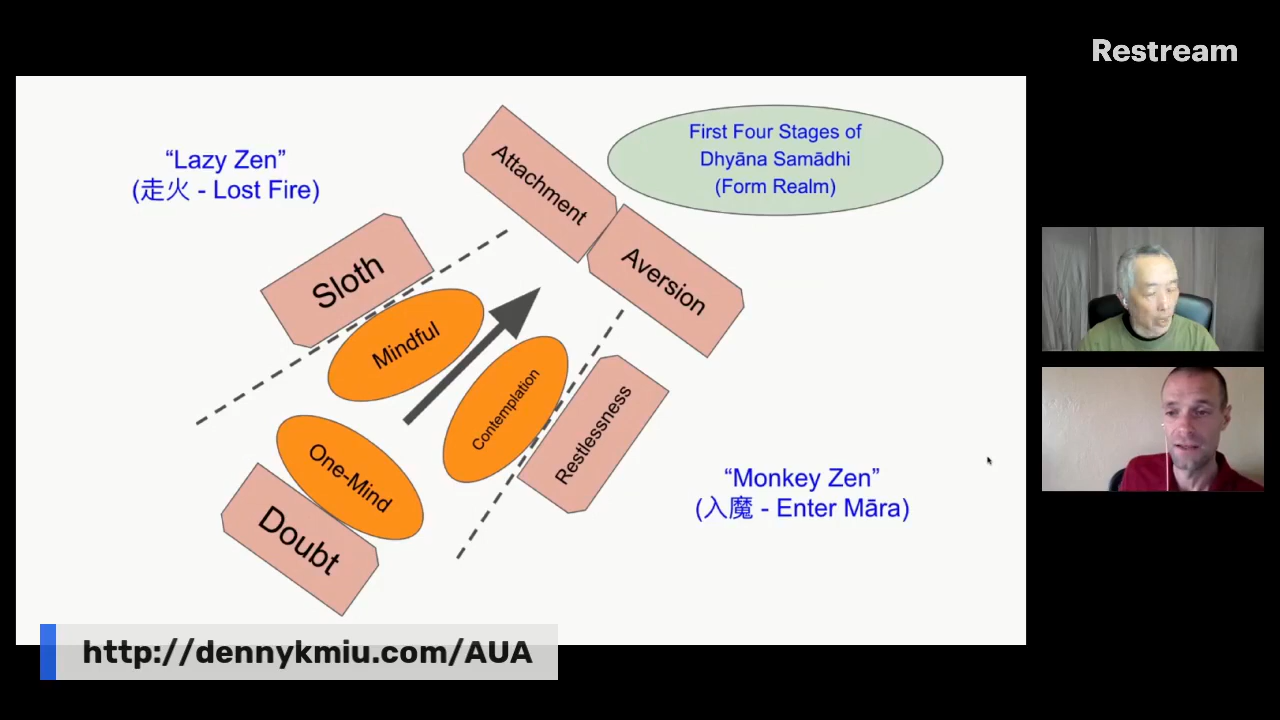 Restream
First Four Stages of
Dhyāna Samādhi
(Form Realm)
“Lazy Zen”
(走火 - Lost Fire)
Attachment
Aversion
Sloth
Mindful
Contemplation
Restlessness
One-Mind
Doubt
“Monkey Zen”
(入魔 - Enter Māra)
http://dennykmiu.com/AUA